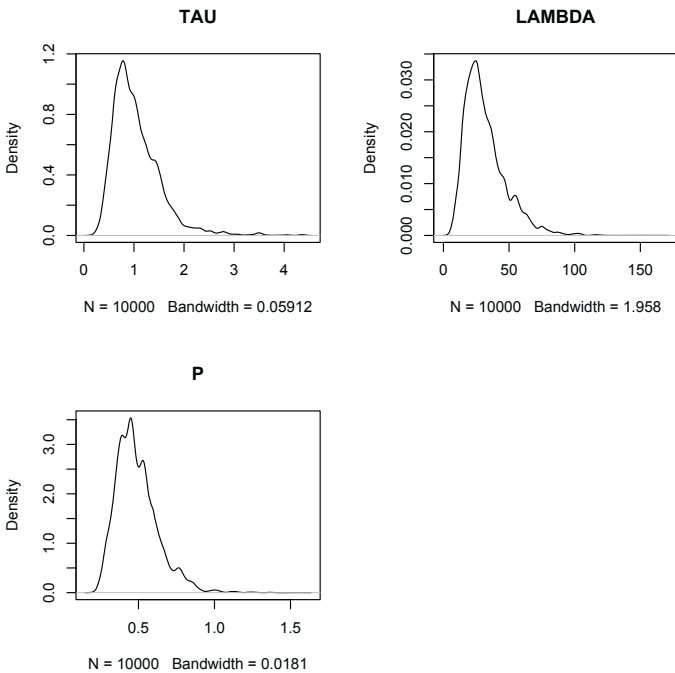 TAU
Density
0.0 0.4 0.8 1.2
0 1 2 3 4
N = 10000 Bandwidth = 0.05912
LAMBDA
Density
0.000 0.010 0.020 0.030
0 50 100 150
N = 10000 Bandwidth = 1.958
P
Density
0.0 1.0 2.0 3.0
0.5 1.0 1.5
N = 10000 Bandwidth = 0.0181